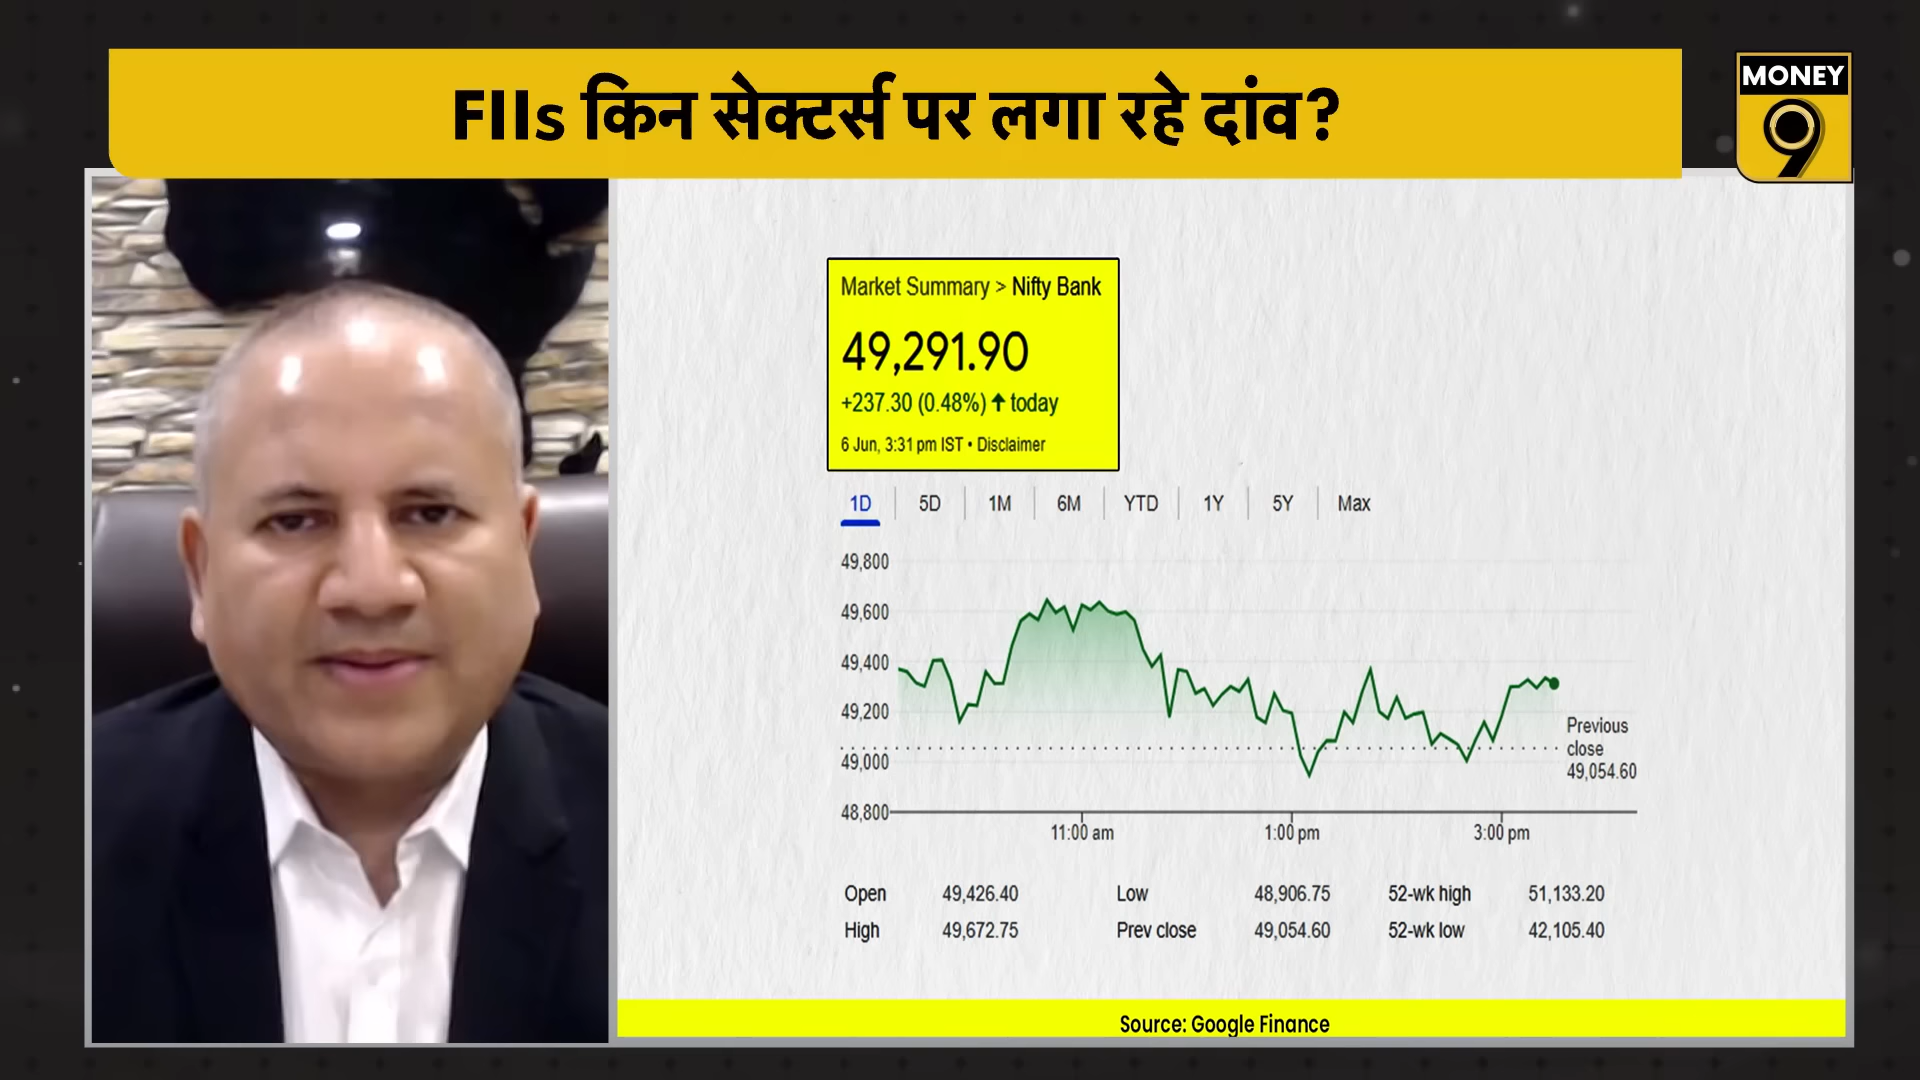 FIIs किन सेक्टर्स पर लगा रहे दांव?
MONEY
9
Market Summary > Nifty Bank
49,291.90
+237.30 (0.48%) ↑ today
6 Jun, 3:31 pm IST • Disclaimer
1D 5D 1M 6M YTD 1Y 5Y Max
49,800
49,600
49,400
49,200
49,000
48,800
Previous
close
49,054.60
11:00 am 1:00 pm 3:00 pm
Open 49,426.40 Low 48,906.75 52-wk high 51,133.20
High 49,672.75 Prev close 49,054.60 52-wk low 42,105.40
Source: Google Finance